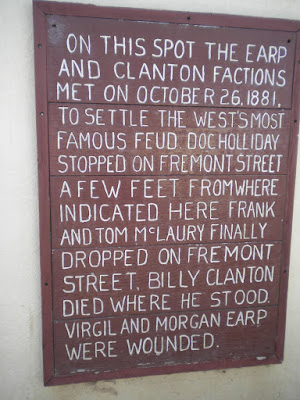 ON THIS SPOT THE EARP
AND CLANTON FACTIONS
MET ON OCTOBER 26, 1881,
TO SETTLE THE WEST'S MOST
FAMOUS FEUD. DOC HOLLIDAY
STOPPED ON FREMONT STREET
A FEW FEET FROM WHERE
INDICATED HERE FRANK
AND TOM McLAURY FINALLY
DROPPED ON FREMONT
STREET. BILLY CLANTON
DIED WHERE HE STOOD.
VIRGIL AND MORGAN EARP
WERE WOUNDED.